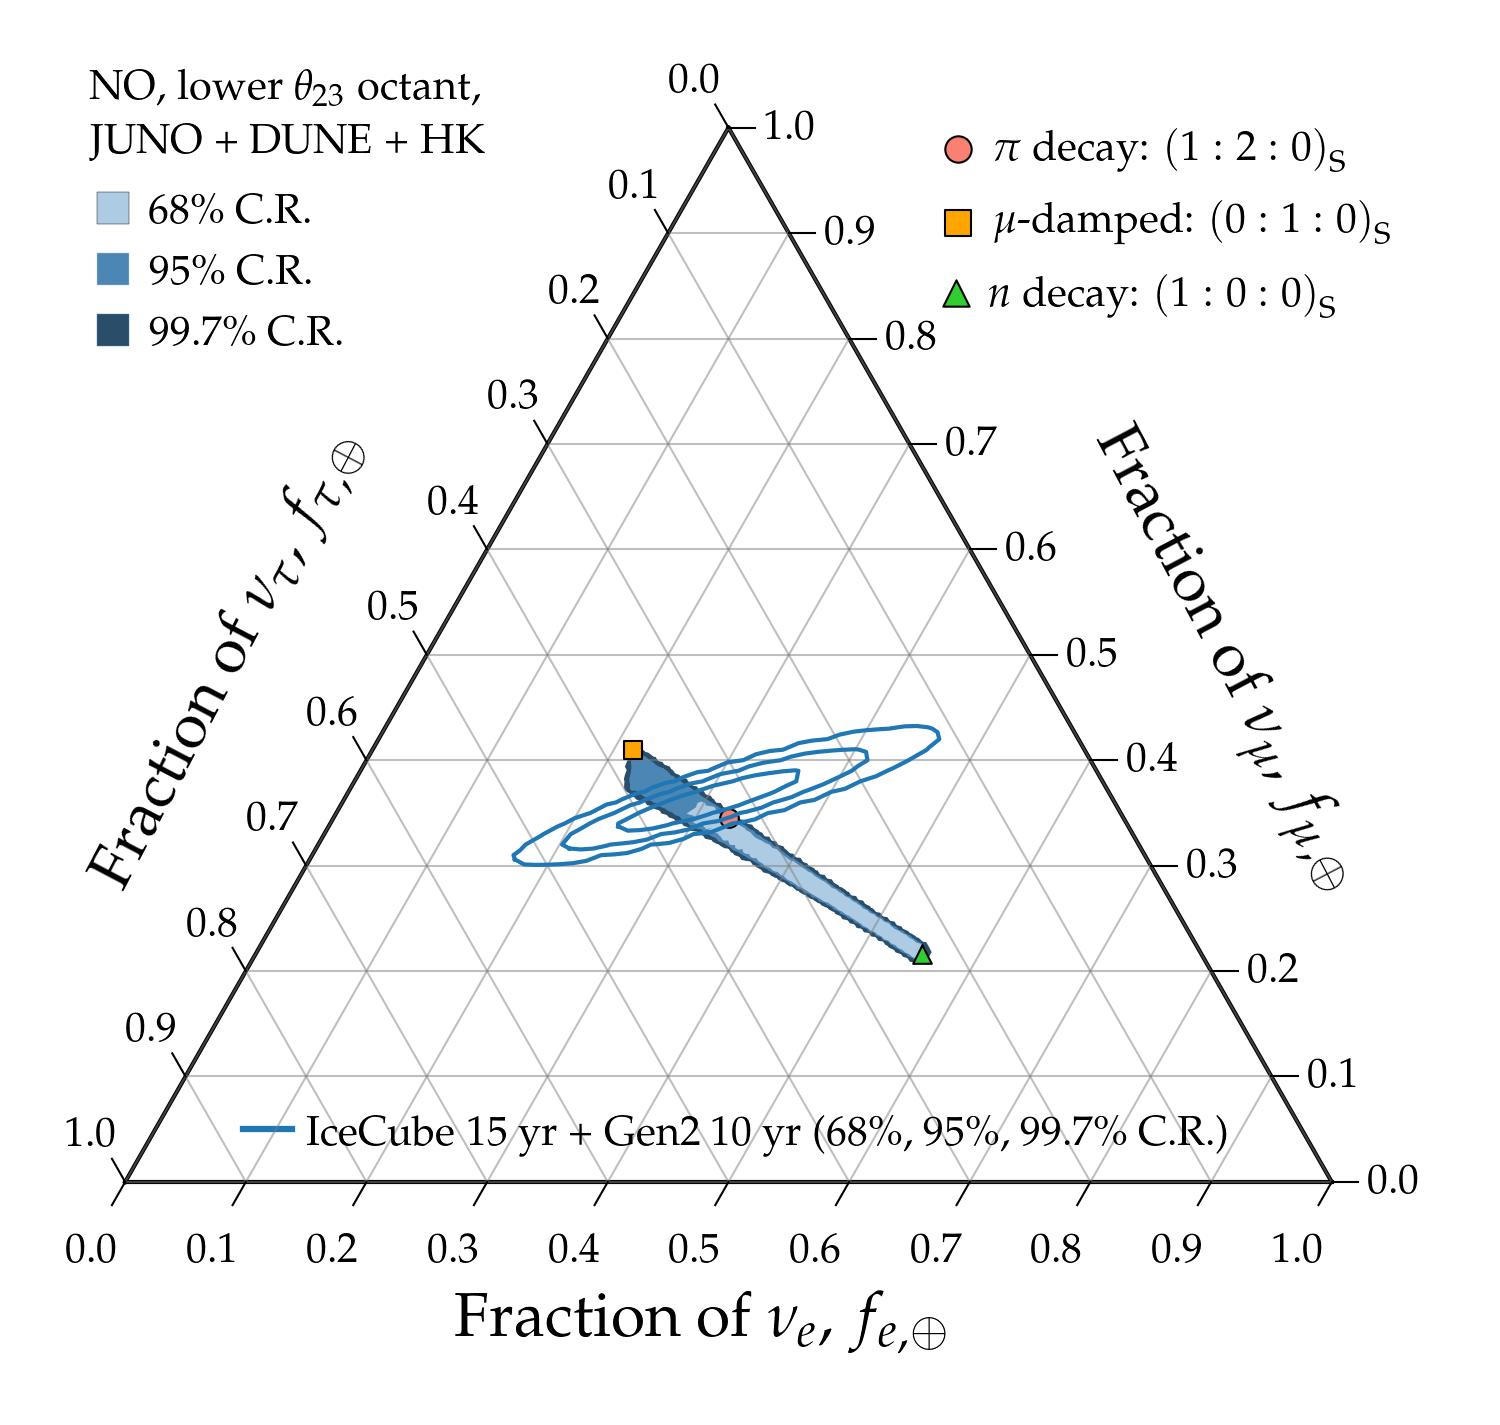 NO, lower θ₂₃ octant,
JUNO + DUNE + HK
68% C.R.
95% C.R.
99.7% C.R.
π decay: (1 : 2 : 0)S
μ-damped: (0 : 1 : 0)S
n decay: (1 : 0 : 0)S
0.0
0.1
0.2
0.3
0.4
0.5
0.6
0.7
0.8
0.9
1.0
Fraction of ντ, fτ,⊕
1.0
0.9
0.8
0.7
0.6
0.5
0.4
0.3
0.2
0.1
0.0
Fraction of νμ, fμ,⊕
IceCube 15 yr + Gen2 10 yr (68%, 95%, 99.7% C.R.)
0.0 0.1 0.2 0.3 0.4 0.5 0.6 0.7 0.8 0.9 1.0
Fraction of νe, fe,⊕